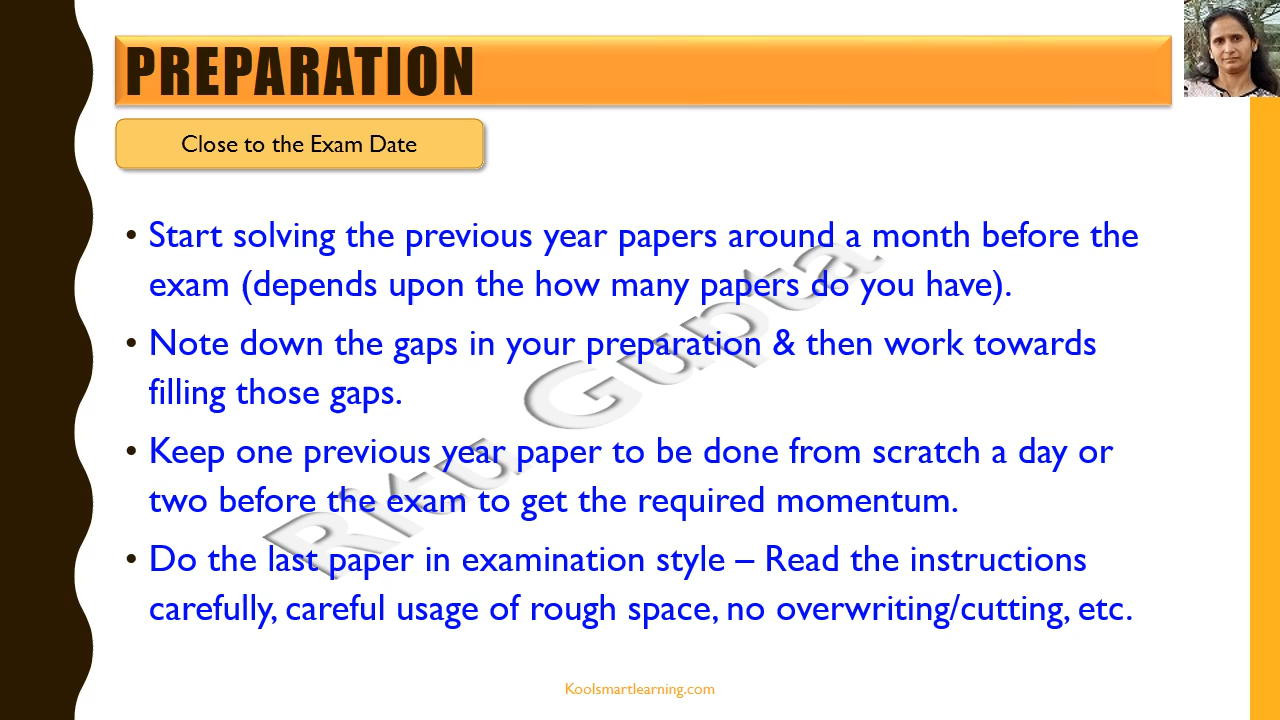 PREPARATION
Close to the Exam Date
• Start solving the previous year papers around a month before the
exam (depends upon the how many papers do you have).
• Note down the gaps in your preparation & then work towards
filling those gaps.
• Keep one previous year paper to be done from scratch a day or
two before the exam to get the required momentum.
• Do the last paper in examination style – Read the instructions
carefully, careful usage of rough space, no overwriting/cutting, etc.
Ritu Gupta
Koolsmartlearning.com